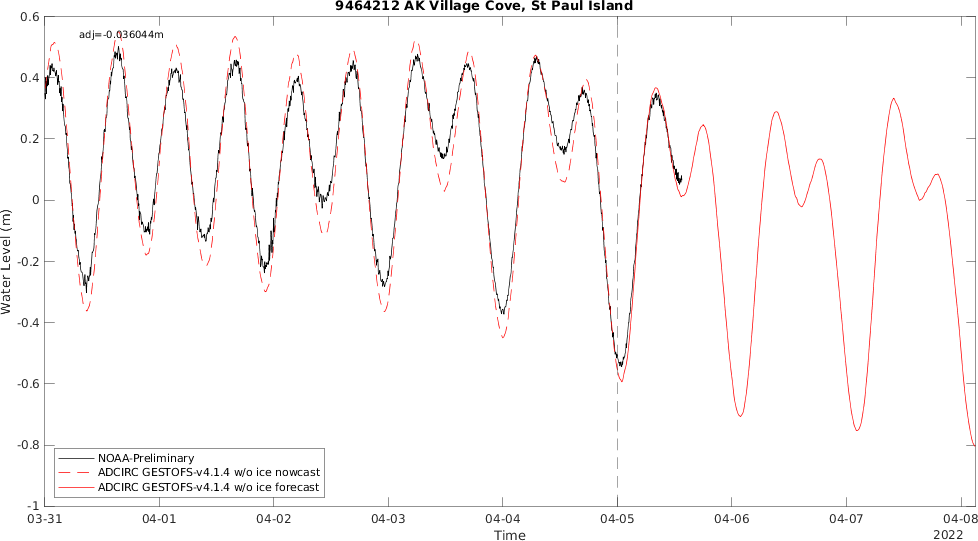 9464212 AK Village Cove, St Paul Island
adj=-0.036044m
0.6
0.4
0.2
0
-0.2
-0.4
-0.6
-0.8
-1
Water Level (m)
NOAA-Preliminary
ADCIRC GESTOFS-v4.1.4 w/o ice nowcast
ADCIRC GESTOFS-v4.1.4 w/o ice forecast
03-31 04-01 04-02 04-03 04-04 04-05 04-06 04-07 04-08
Time
2022